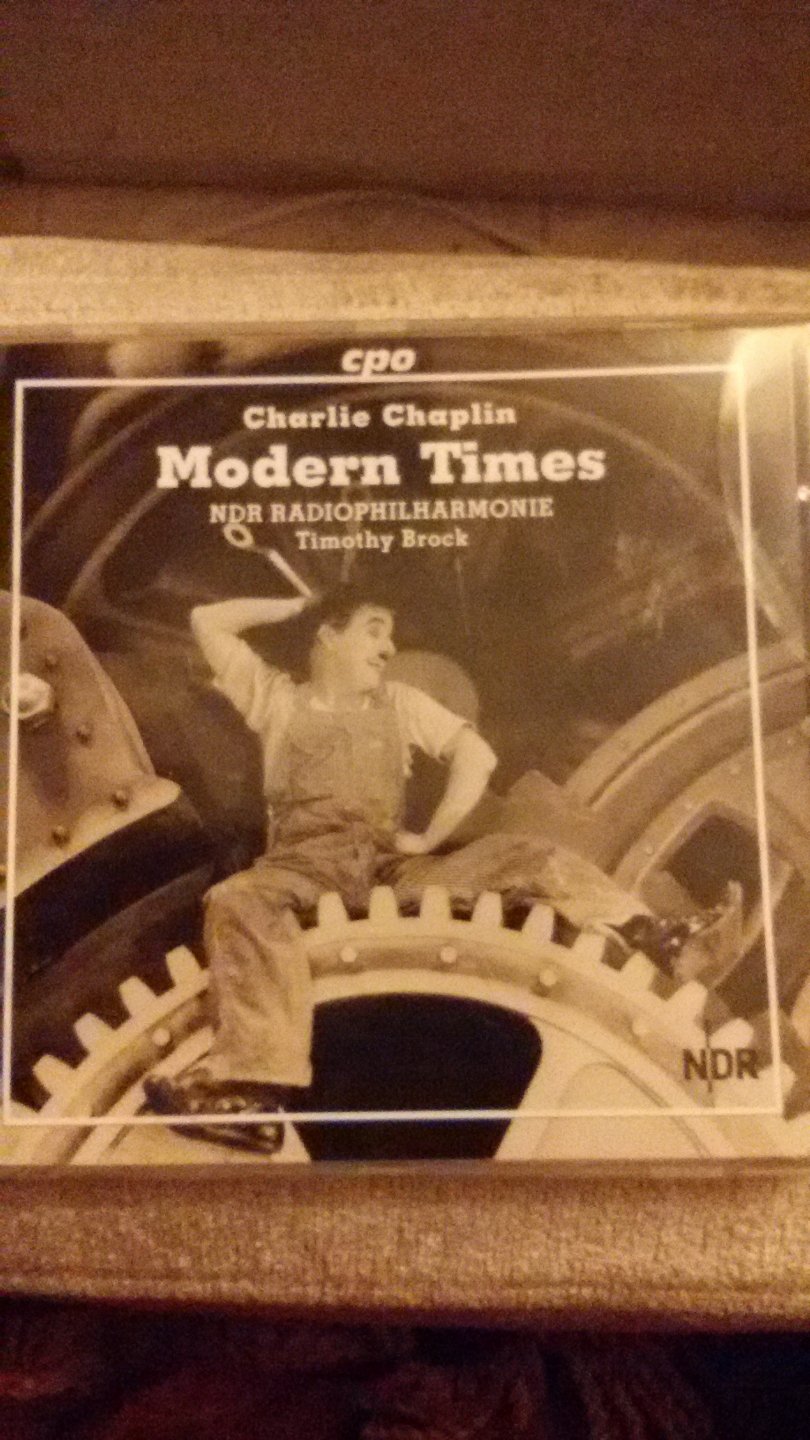 cpo
Charlie Chaplin
Modern Times
NDR RADIOPHILHARMONIE
Timothy Brock
NDR